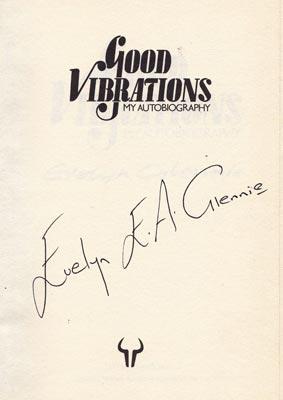 GOOD
VIBRATIONS
MY AUTOBIOGRAPHY
Evelyn E.A. Glennie